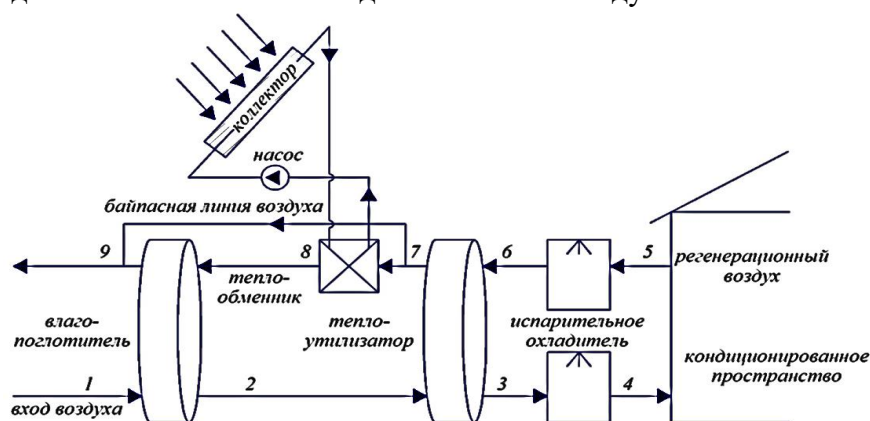 коллектор
насос
байпасная линия воздуха
9
8
7
6
5
регенерационный
воздух
тепло-
обменник
влаго-
поглотитель
тепло-
утилизатор
испарительное
охладитель
кондиционированное
пространство
1
2
3
4
вход воздуха